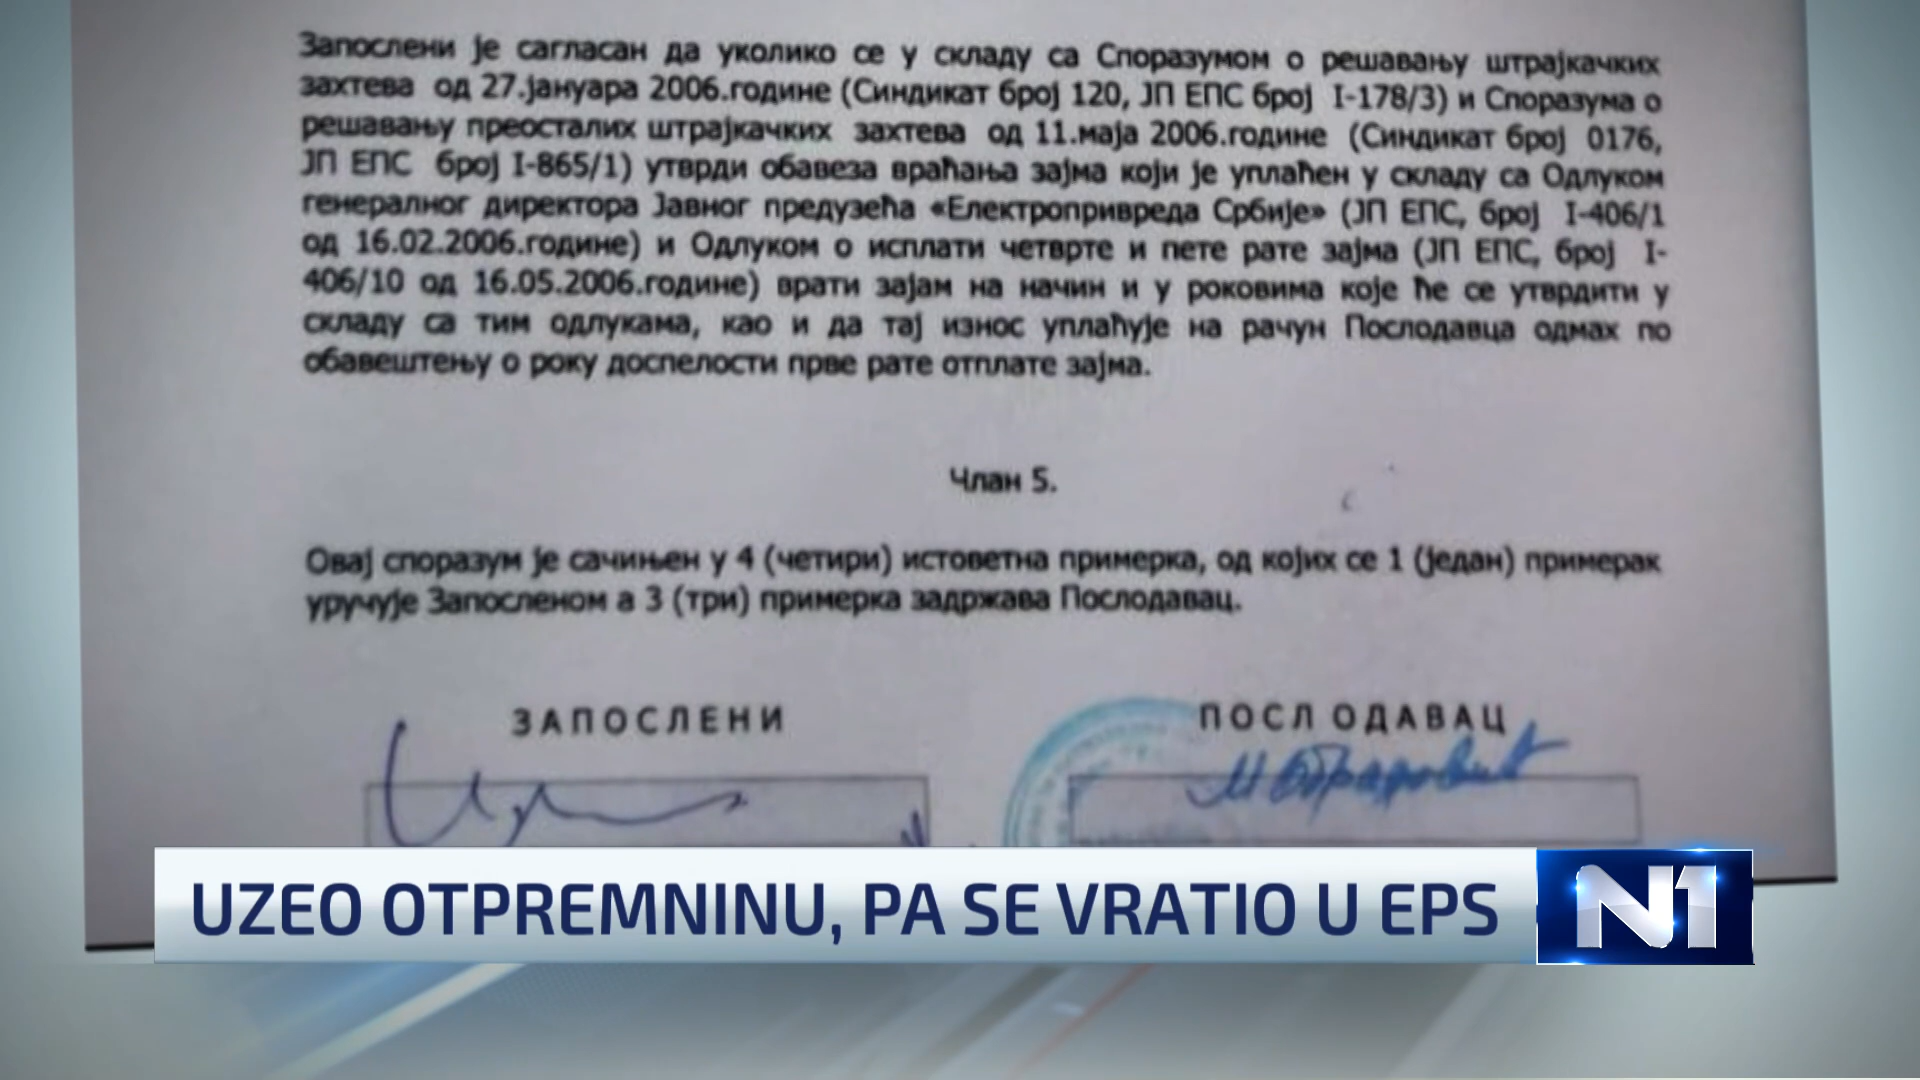 Запослени је сагласан да уколико се у складу са Споразумом о решавању штрајкачких
захтева од 27.јануара 2006.године (Синдикат број 120, ЈП ЕПС број I-178/3) и Споразума о
решавању преосталих штрајкачких захтева од 11.маја 2006.године (Синдикат број 0176,
ЈП ЕПС број I-865/1) утврди обавеза враћања зајма који је уплаћен у складу са Одлуком
генералног директора Јавног предузећа «Електропривреда Србије» (ЈП ЕПС, број I-406/1
од 16.02.2006.године) и Одлуком о исплати четврте и пете рате зајма (ЈП ЕПС, број I-
406/10 од 16.05.2006.године) врати зајам на начин и у роковима које ће се утврдити у
складу са тим одлукама, као и да тај износ уплаћује на рачун Послодавца одмах по
обавештењу о року доспелости прве рате отплате зајма.
Члан 5.
Овај споразум је сачињен у 4 (четири) истоветна примерка, од којих се 1 (један) примерак
уручује Запосленом а 3 (три) примерка задржава Послодавац.
ЗАПОСЛЕНИ ПОСЛОДАВАЦ
UZEO OTPREMNINU, PA SE VRATIO U EPS N1